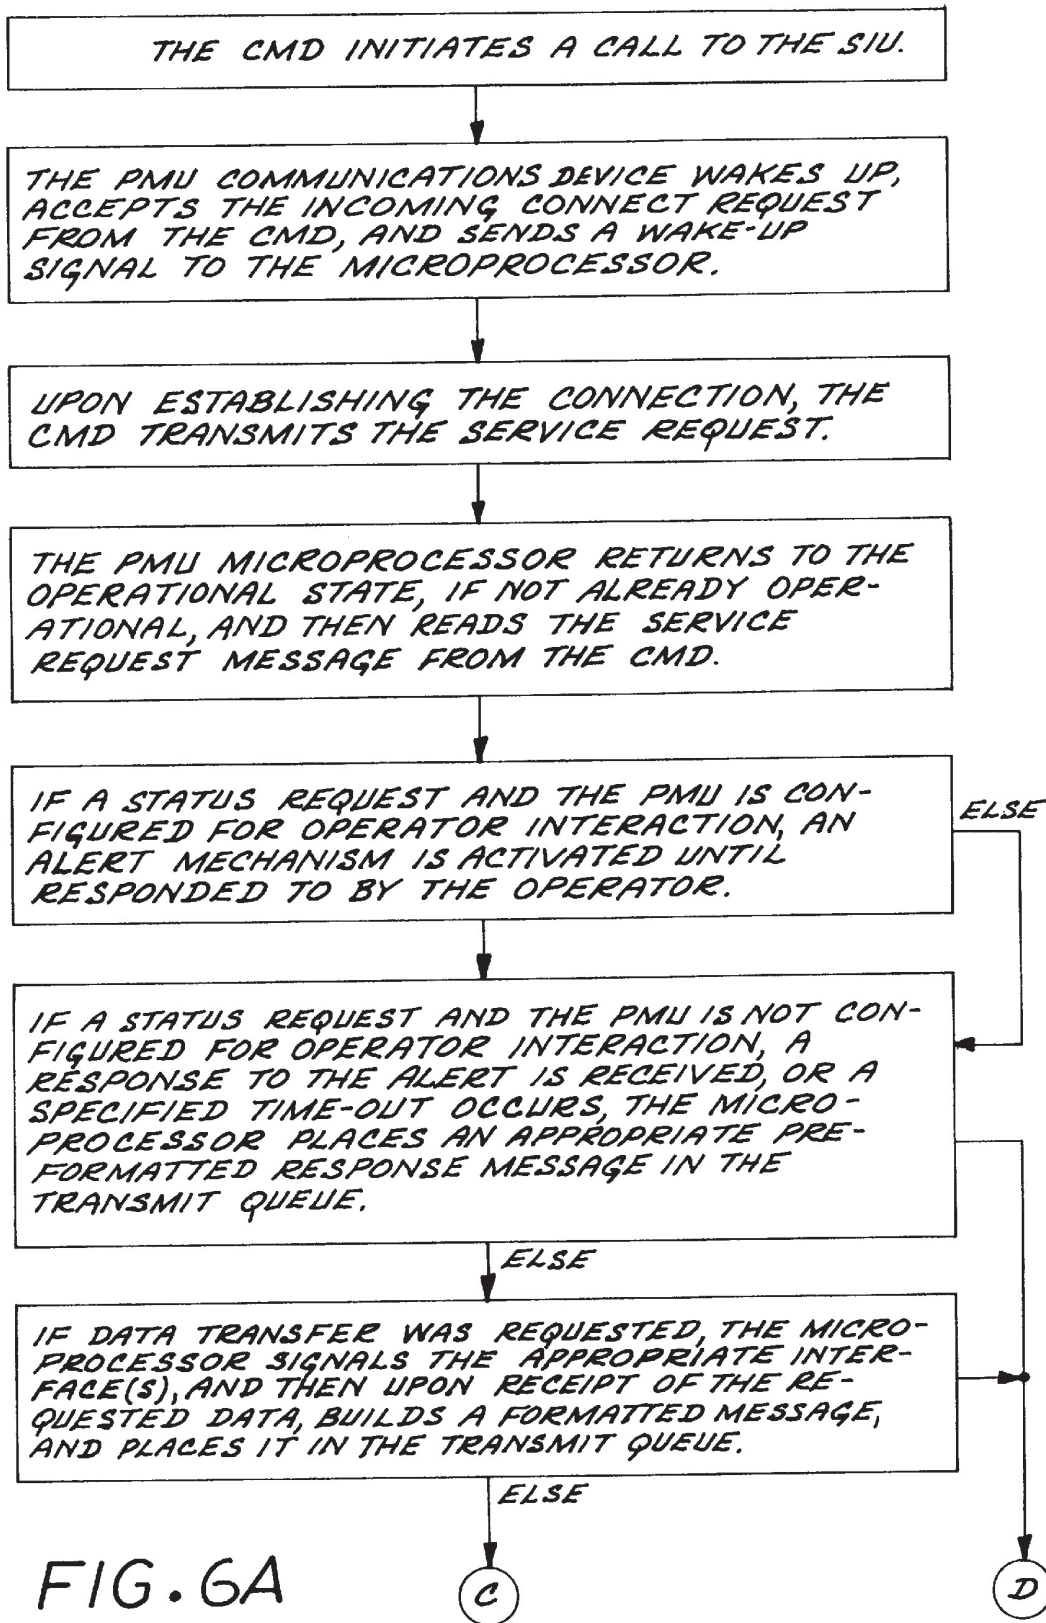 THE CMD INITIATES A CALL TO THE SIU.
THE PMU COMMUNICATIONS DEVICE WAKES UP,
ACCEPTS THE INCOMING CONNECT REQUEST
FROM THE CMD, AND SENDS A WAKE-UP
SIGNAL TO THE MICROPROCESSOR.
UPON ESTABLISHING THE CONNECTION, THE
CMD TRANSMITS THE SERVICE REQUEST.
THE PMU MICROPROCESSOR RETURNS TO THE
OPERATIONAL STATE, IF NOT ALREADY OPER-
ATIONAL, AND THEN READS THE SERVICE
REQUEST MESSAGE FROM THE CMD.
IF A STATUS REQUEST AND THE PMU IS CON-
FIGURED FOR OPERATOR INTERACTION, AN
ALERT MECHANISM IS ACTIVATED UNTIL
RESPONDED TO BY THE OPERATOR.
ELSE
IF A STATUS REQUEST AND THE PMU IS NOT CON-
FIGURED FOR OPERATOR INTERACTION, A
RESPONSE TO THE ALERT IS RECEIVED, OR A
SPECIFIED TIME-OUT OCCURS, THE MICRO-
PROCESSOR PLACES AN APPROPRIATE PRE-
FORMATTED RESPONSE MESSAGE IN THE
TRANSMIT QUEUE.
ELSE
IF DATA TRANSFER WAS REQUESTED, THE MICRO-
PROCESSOR SIGNALS THE APPROPRIATE INTER-
FACE(S), AND THEN UPON RECEIPT OF THE RE-
QUESTED DATA, BUILDS A FORMATTED MESSAGE,
AND PLACES IT IN THE TRANSMIT QUEUE.
ELSE
FIG. 6A
C
D